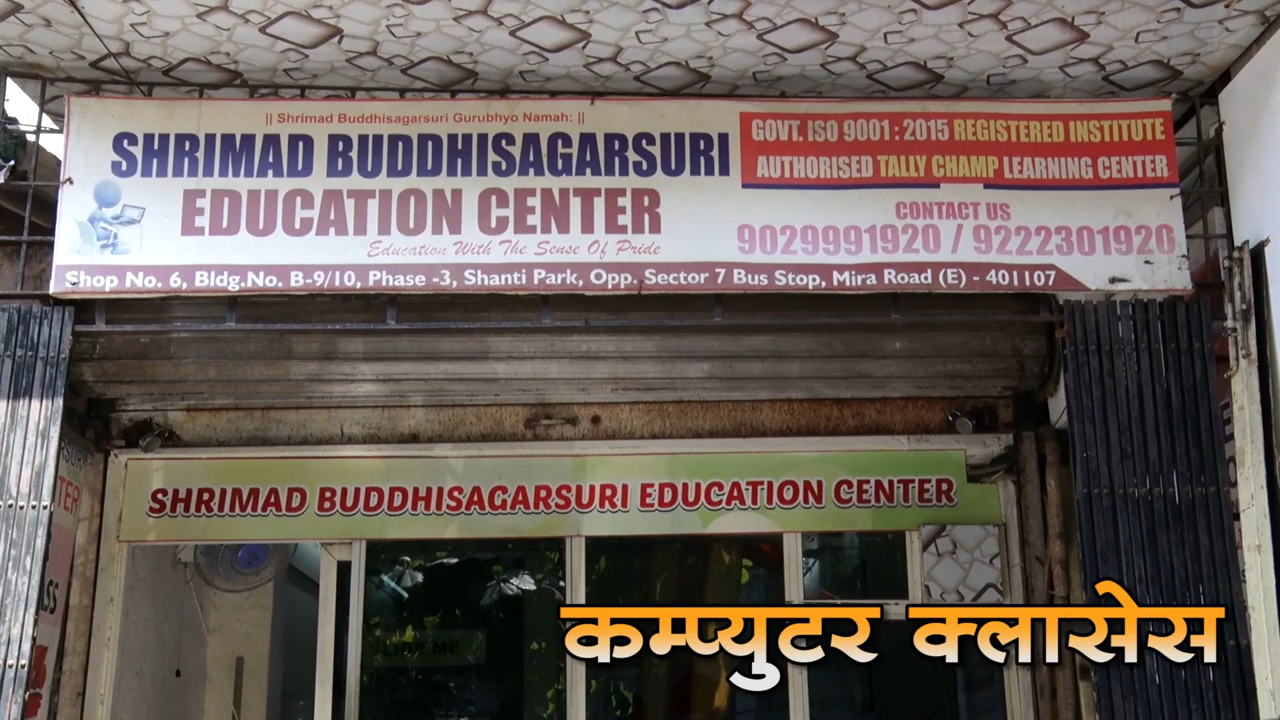 || Shrimad Buddhisagarsuri Gurubhyo Namah: ||
SHRIMAD BUDDHISAGARSURI
EDUCATION CENTER
Education With The Sense Of Pride
GOVT. ISO 9001 : 2015 REGISTERED INSTITUTE
AUTHORISED TALLY CHAMP LEARNING CENTER
CONTACT US
9029991920 / 9222301920
Shop No. 6, Bldg.No. B-9/10, Phase -3, Shanti Park, Opp. Sector 7 Bus Stop, Mira Road (E) - 401107
SHRIMAD BUDDHISAGARSURI EDUCATION CENTER
कम्प्युटर क्लासेस